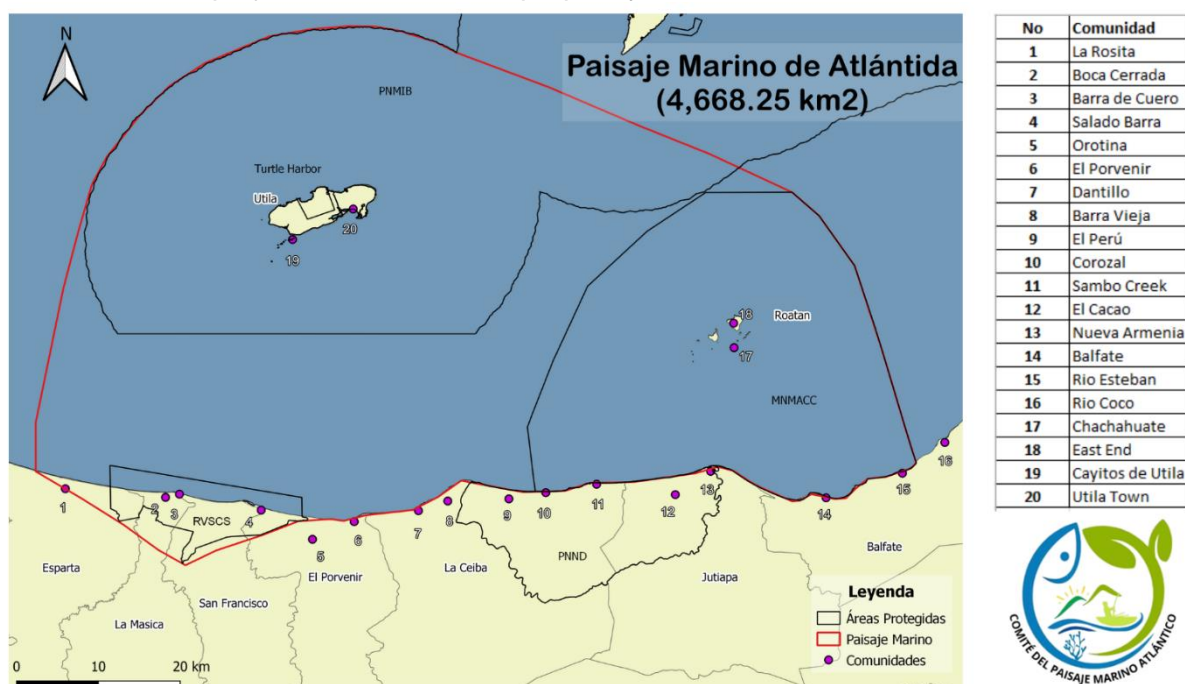 N
Paisaje Marino de Atlántida
(4,668.25 km2)
PNMIB
Turtle Harbor
Utila
20
19
18
Roatan
17
MNMACC
16
15
14
13
12
11
10
9
8
7
6
5
4
3
2
1
RVSCS
PNND
Esparta
La Masica
San Francisco
El Porvenir
La Ceiba
Jutiapa
Balfate
Leyenda
Áreas Protegidas
Paisaje Marino
Comunidades
0 10 20 km
No Comunidad
1 La Rosita
2 Boca Cerrada
3 Barra de Cuero
4 Salado Barra
5 Orotina
6 El Porvenir
7 Dantillo
8 Barra Vieja
9 El Perú
10 Corozal
11 Sambo Creek
12 El Cacao
13 Nueva Armenia
14 Balfate
15 Rio Esteban
16 Rio Coco
17 Chachahuate
18 East End
19 Cayitos de Utila
20 Utila Town
COMITÉ DEL PAISAJE MARINO ATLÁNTICO